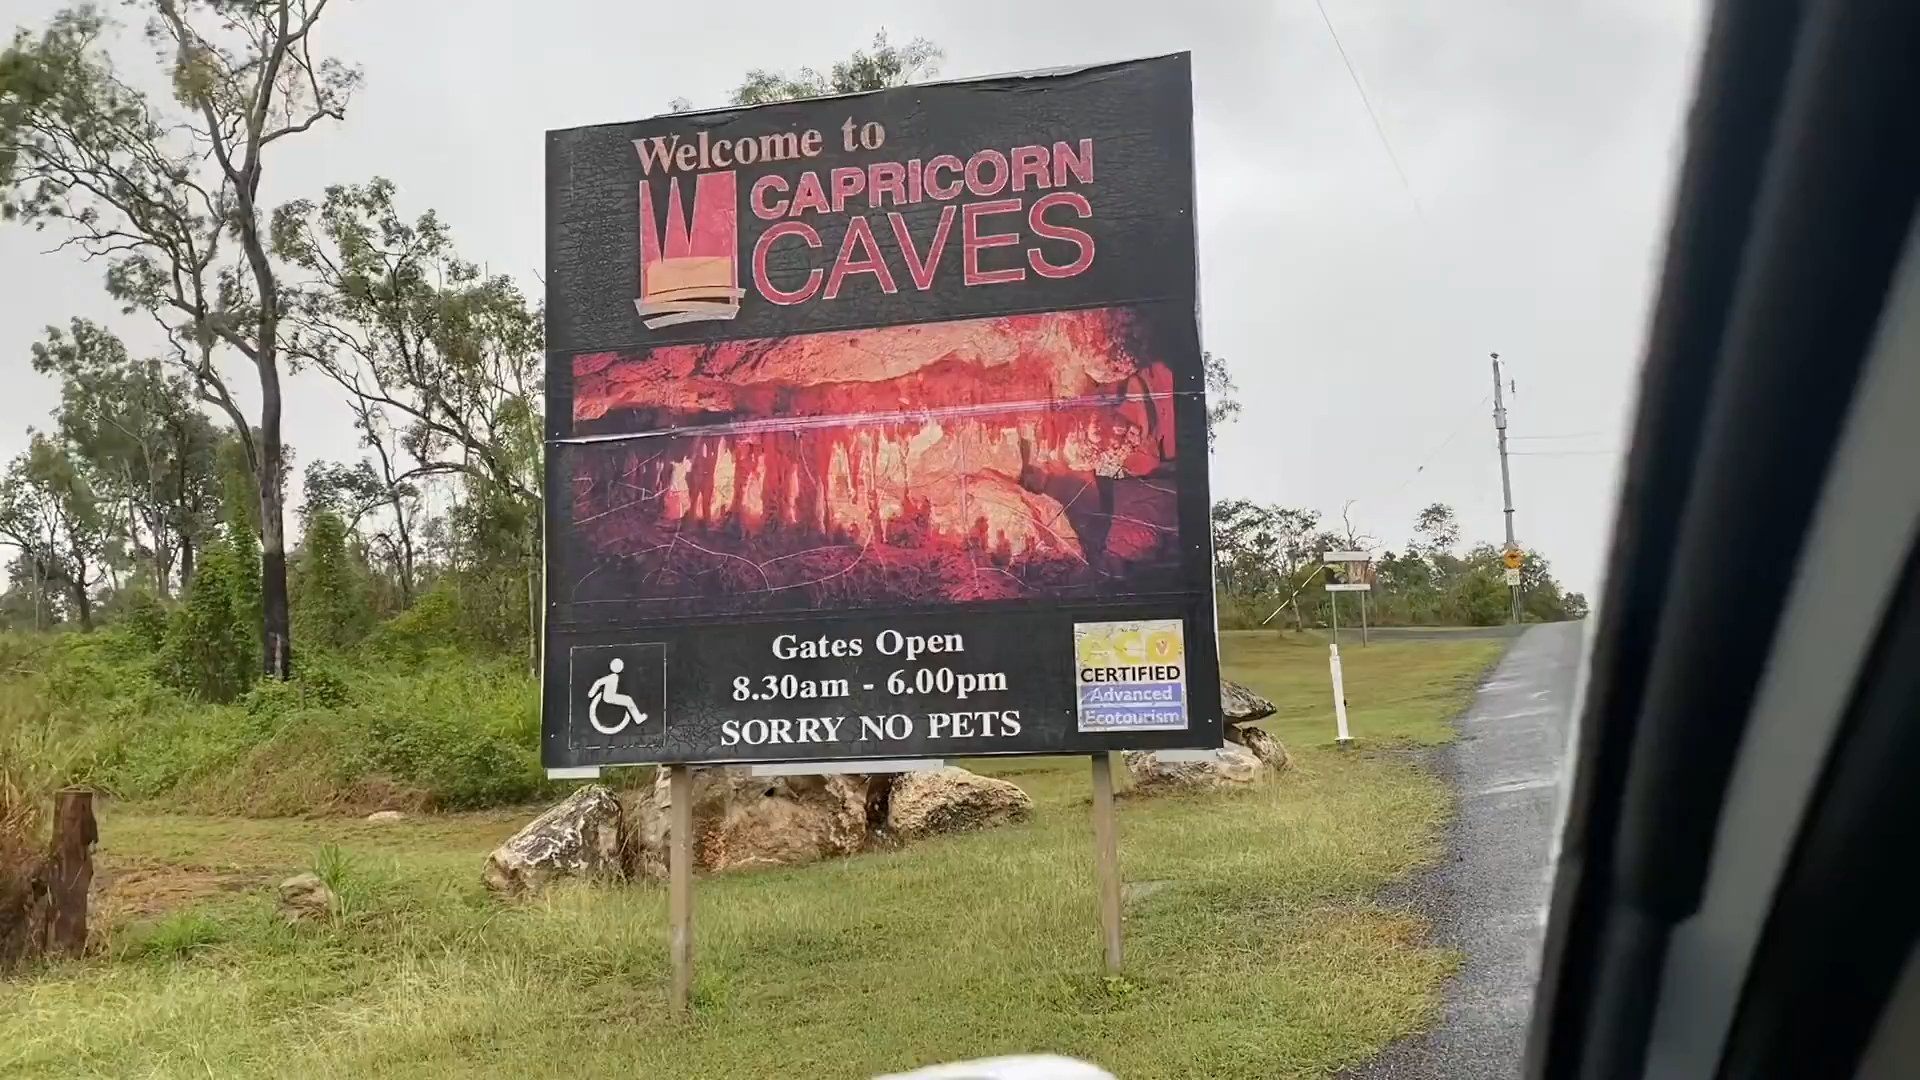 Welcome to
CAPRICORN
CAVES
Gates Open
8.30am - 6.00pm
SORRY NO PETS
eco
CERTIFIED
Advanced
Ecotourism